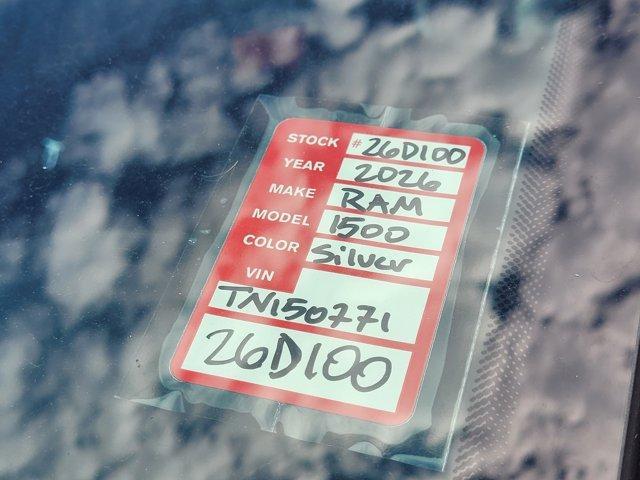 STOCK #26D100
YEAR 2026
MAKE RAM
MODEL 1500
COLOR Silver
VIN
TN150771
26D100